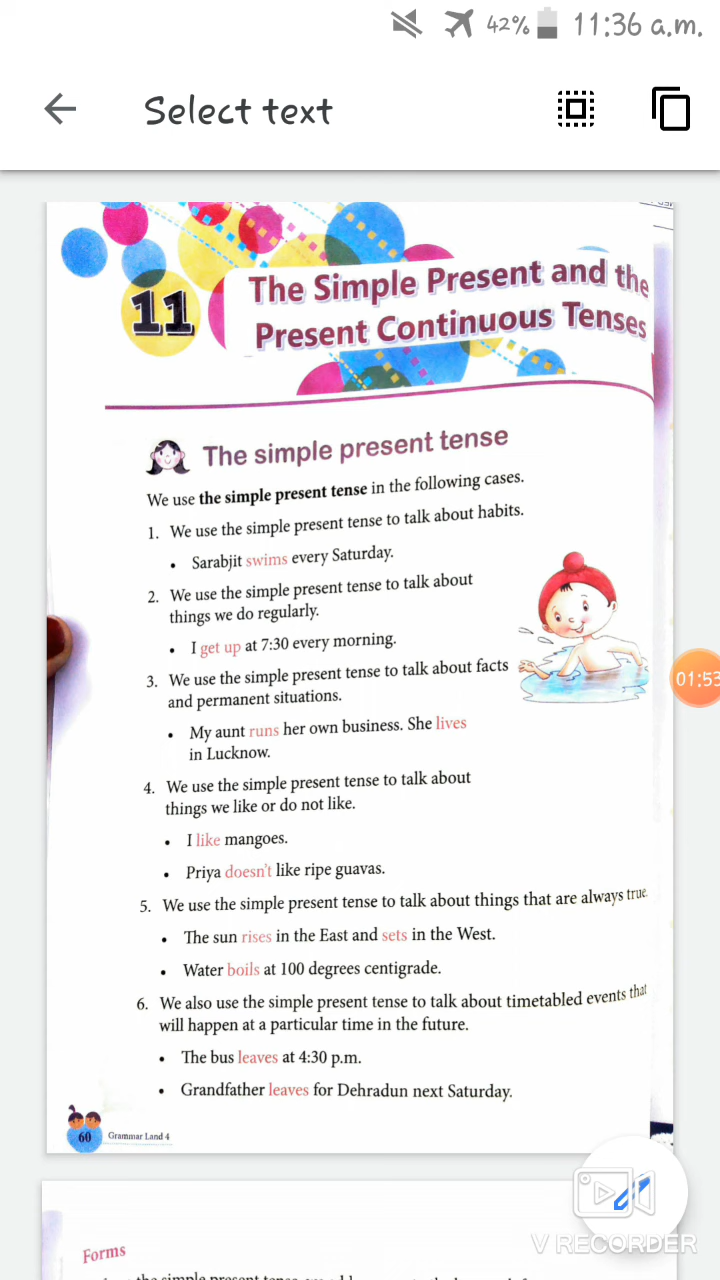 42% 11:36 a.m.
Select text
11
The Simple Present and the
Present Continuous Tenses
The simple present tense
We use the simple present tense in the following cases.
1. We use the simple present tense to talk about habits.
• Sarabjit swims every Saturday.
2. We use the simple present tense to talk about
things we do regularly.
• I get up at 7:30 every morning.
3. We use the simple present tense to talk about facts
and permanent situations.
01:53
• My aunt runs her own business. She lives
in Lucknow.
4. We use the simple present tense to talk about
things we like or do not like.
• I like mangoes.
• Priya doesn't like ripe guavas.
5. We use the simple present tense to talk about things that are always true.
• The sun rises in the East and sets in the West.
• Water boils at 100 degrees centigrade.
6. We also use the simple present tense to talk about timetabled events that
will happen at a particular time in the future.
• The bus leaves at 4:30 p.m.
• Grandfather leaves for Dehradun next Saturday.
60 Grammar Land 4
V RECORDER
Forms
the simple present tense